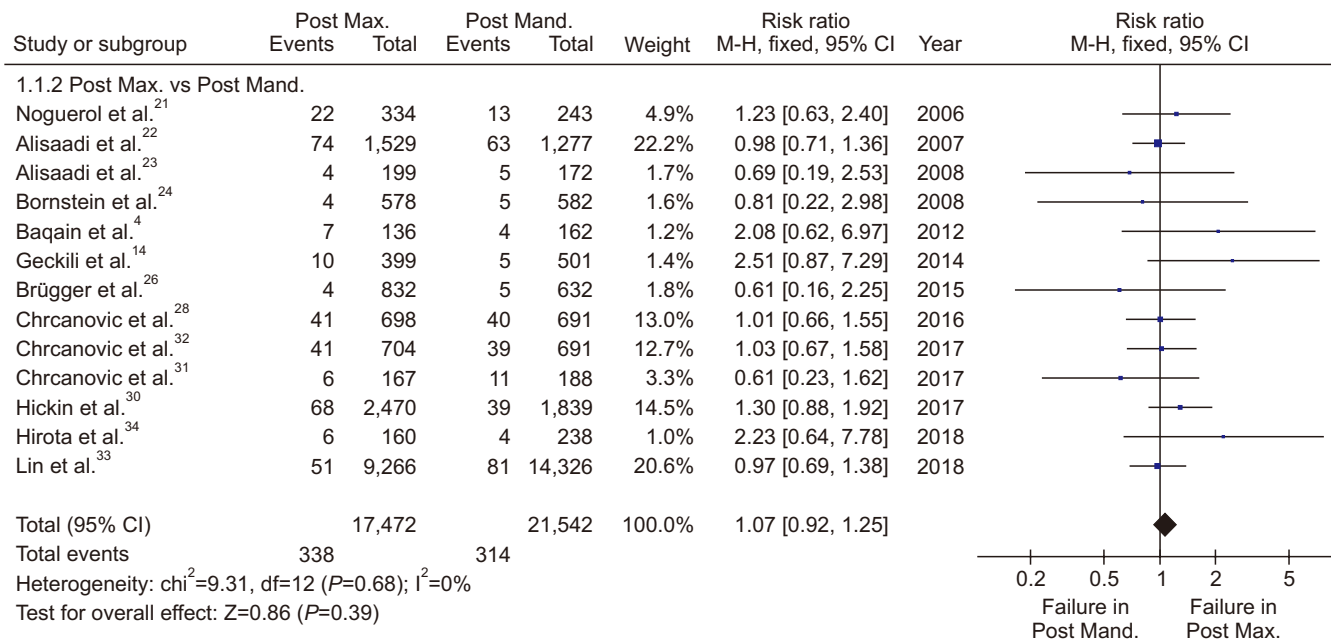 Post Max. Post Mand. Risk ratio Risk ratio
Study or subgroup Events Total Events Total Weight M-H, fixed, 95% CI Year M-H, fixed, 95% CI
1.1.2 Post Max. vs Post Mand.
Noguerol et al.21 22 334 13 243 4.9% 1.23 [0.63, 2.40] 2006
Alisaadi et al.22 74 1,529 63 1,277 22.2% 0.98 [0.71, 1.36] 2007
Alisaadi et al.23 4 199 5 172 1.7% 0.69 [0.19, 2.53] 2008
Bornstein et al.24 4 578 5 582 1.6% 0.81 [0.22, 2.98] 2008
Baqain et al.4 7 136 4 162 1.2% 2.08 [0.62, 6.97] 2012
Geckili et al.14 10 399 5 501 1.4% 2.51 [0.87, 7.29] 2014
Brügger et al.26 4 832 5 632 1.8% 0.61 [0.16, 2.25] 2015
Chrcanovic et al.28 41 698 40 691 13.0% 1.01 [0.66, 1.55] 2016
Chrcanovic et al.32 41 704 39 691 12.7% 1.03 [0.67, 1.58] 2017
Chrcanovic et al.31 6 167 11 188 3.3% 0.61 [0.23, 1.62] 2017
Hickin et al.30 68 2,470 39 1,839 14.5% 1.30 [0.88, 1.92] 2017
Hirota et al.34 6 160 4 238 1.0% 2.23 [0.64, 7.78] 2018
Lin et al.33 51 9,266 81 14,326 20.6% 0.97 [0.69, 1.38] 2018
Total (95% CI) 17,472 21,542 100.0% 1.07 [0.92, 1.25]
Total events 338 314
Heterogeneity: chi2=9.31, df=12 (P=0.68); I2=0%
Test for overall effect: Z=0.86 (P=0.39)
0.2 0.5 1 2 5
Failure in Failure in
Post Mand. Post Max.